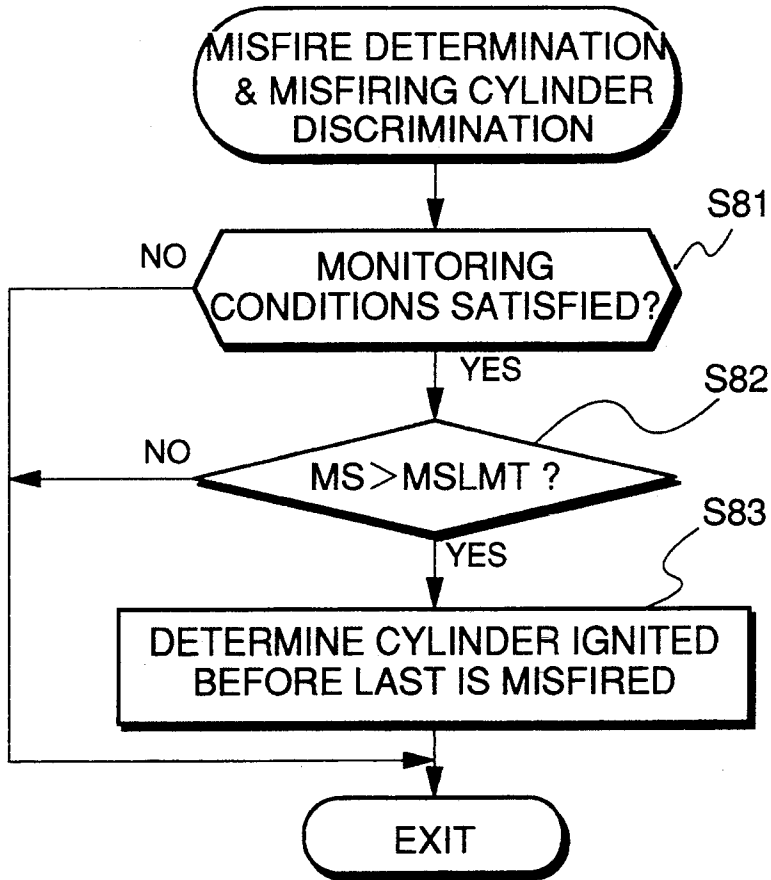 MISFIRE DETERMINATION
& MISFIRING CYLINDER
DISCRIMINATION
S81
NO
MONITORING
CONDITIONS SATISFIED?
YES
S82
NO
MS>MSLMT ?
S83
YES
DETERMINE CYLINDER IGNITED
BEFORE LAST IS MISFIRED
EXIT